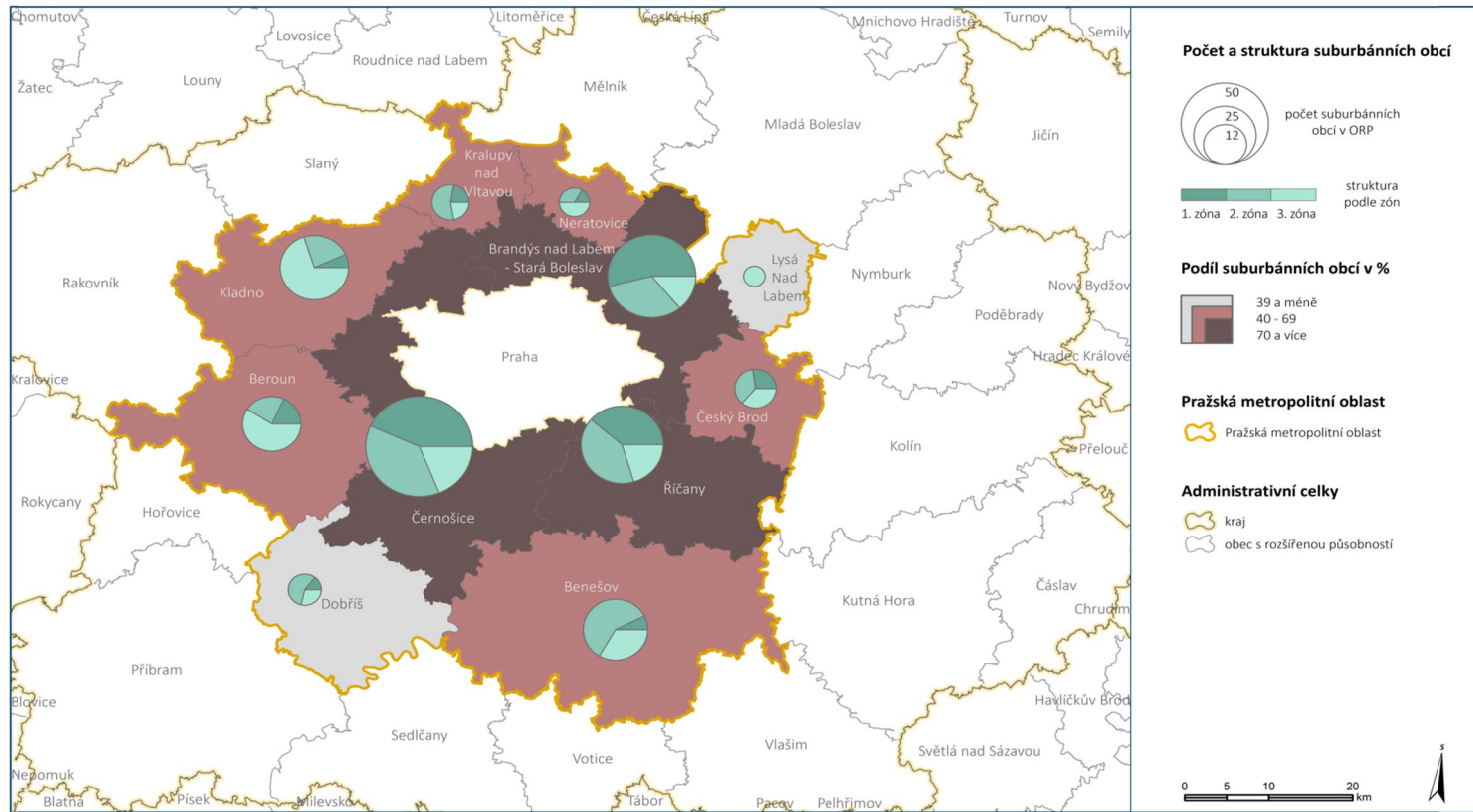 Chomutov
Litoměřice
Česká Lípa
Mnichovo Hradiště
Turnov
Semily
Lovosice
Roudnice nad Labem
Žatec
Louny
Mělník
Mladá Boleslav
Jičín
Slaný
Kralupy
nad
Vltavou
Neratovice
Brandýs nad Labem
- Stará Boleslav
Lysá
Nad
Labem
Nymburk
Nový Bydžov
Rakovník
Kladno
Poděbrady
Praha
Hradec Králové
Kralovice
Beroun
Český Brod
Kolín
Přelouč
Rokycany
Hořovice
Říčany
Černošice
Benešov
Dobříš
Kutná Hora
Čáslav
Chrudim
Příbram
Blovice
Havlíčkův Brod
Sedlčany
Votice
Vlašim
Světlá nad Sázavou
Nepomuk
Blatná
Písek
Milevsko
Tábor
Pacov
Pelhřimov
Počet a struktura suburbánních obcí
50
25
12
počet suburbánních
obcí v ORP
1. zóna
2. zóna
3. zóna
struktura
podle zón
Podíl suburbánních obcí v %
39 a méně
40 - 69
70 a více
Pražská metropolitní oblast
Pražská metropolitní oblast
Administrativní celky
kraj
obec s rozšířenou působností
S
0 5 10 20
km